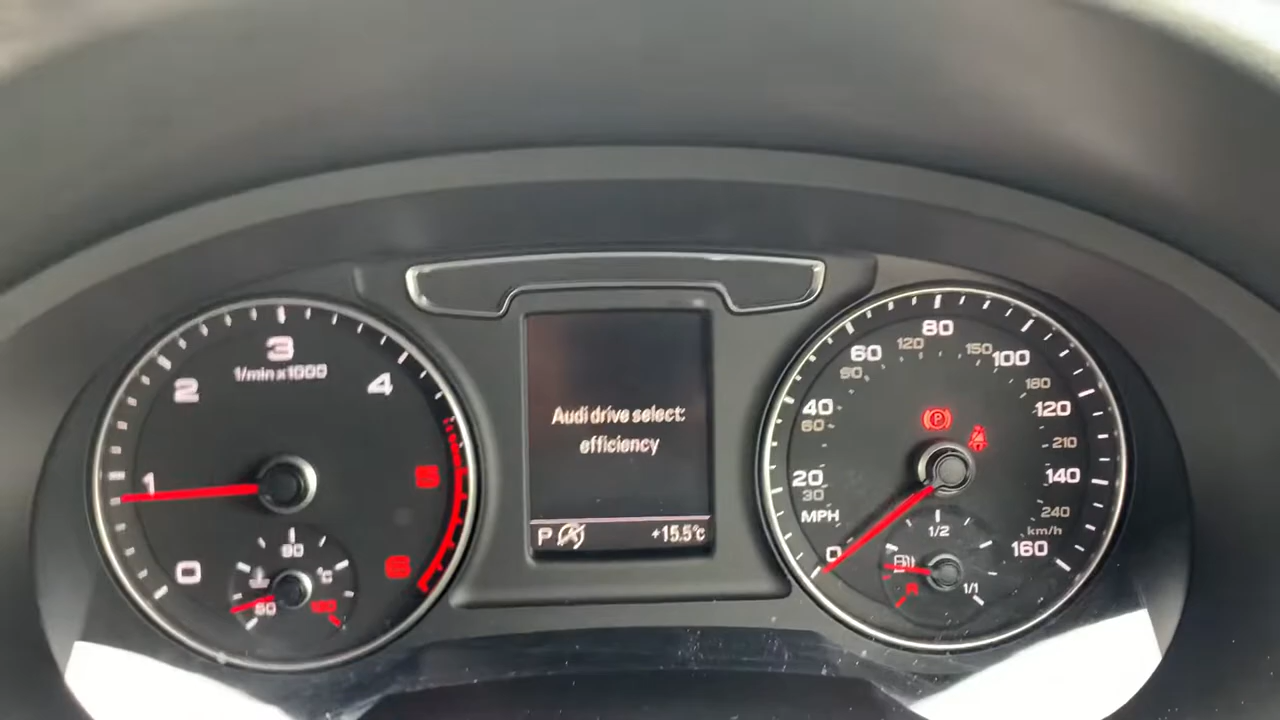 3
1/min x 1000
2
4
1
5
0
6
90
°C
50
130
Audi drive select:
efficiency
P
+15.5°C
80
120
150
60
100
90
180
40
120
60
210
20
140
30
240
MPH
km/h
160
0
1/2
R
1/1
P